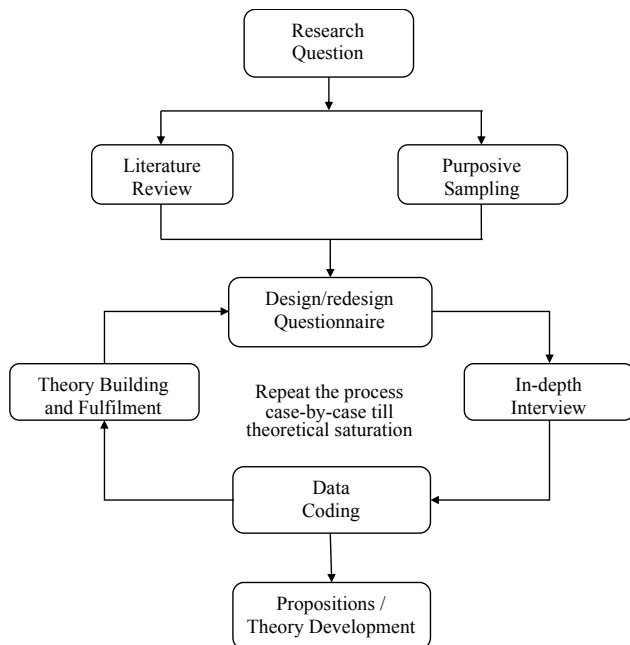 Research
Question
Literature
Review
Purposive
Sampling
Design/redesign
Questionnaire
Theory Building
and Fulfilment
Repeat the process
case-by-case till
theoretical saturation
In-depth
Interview
Data
Coding
Propositions /
Theory Development